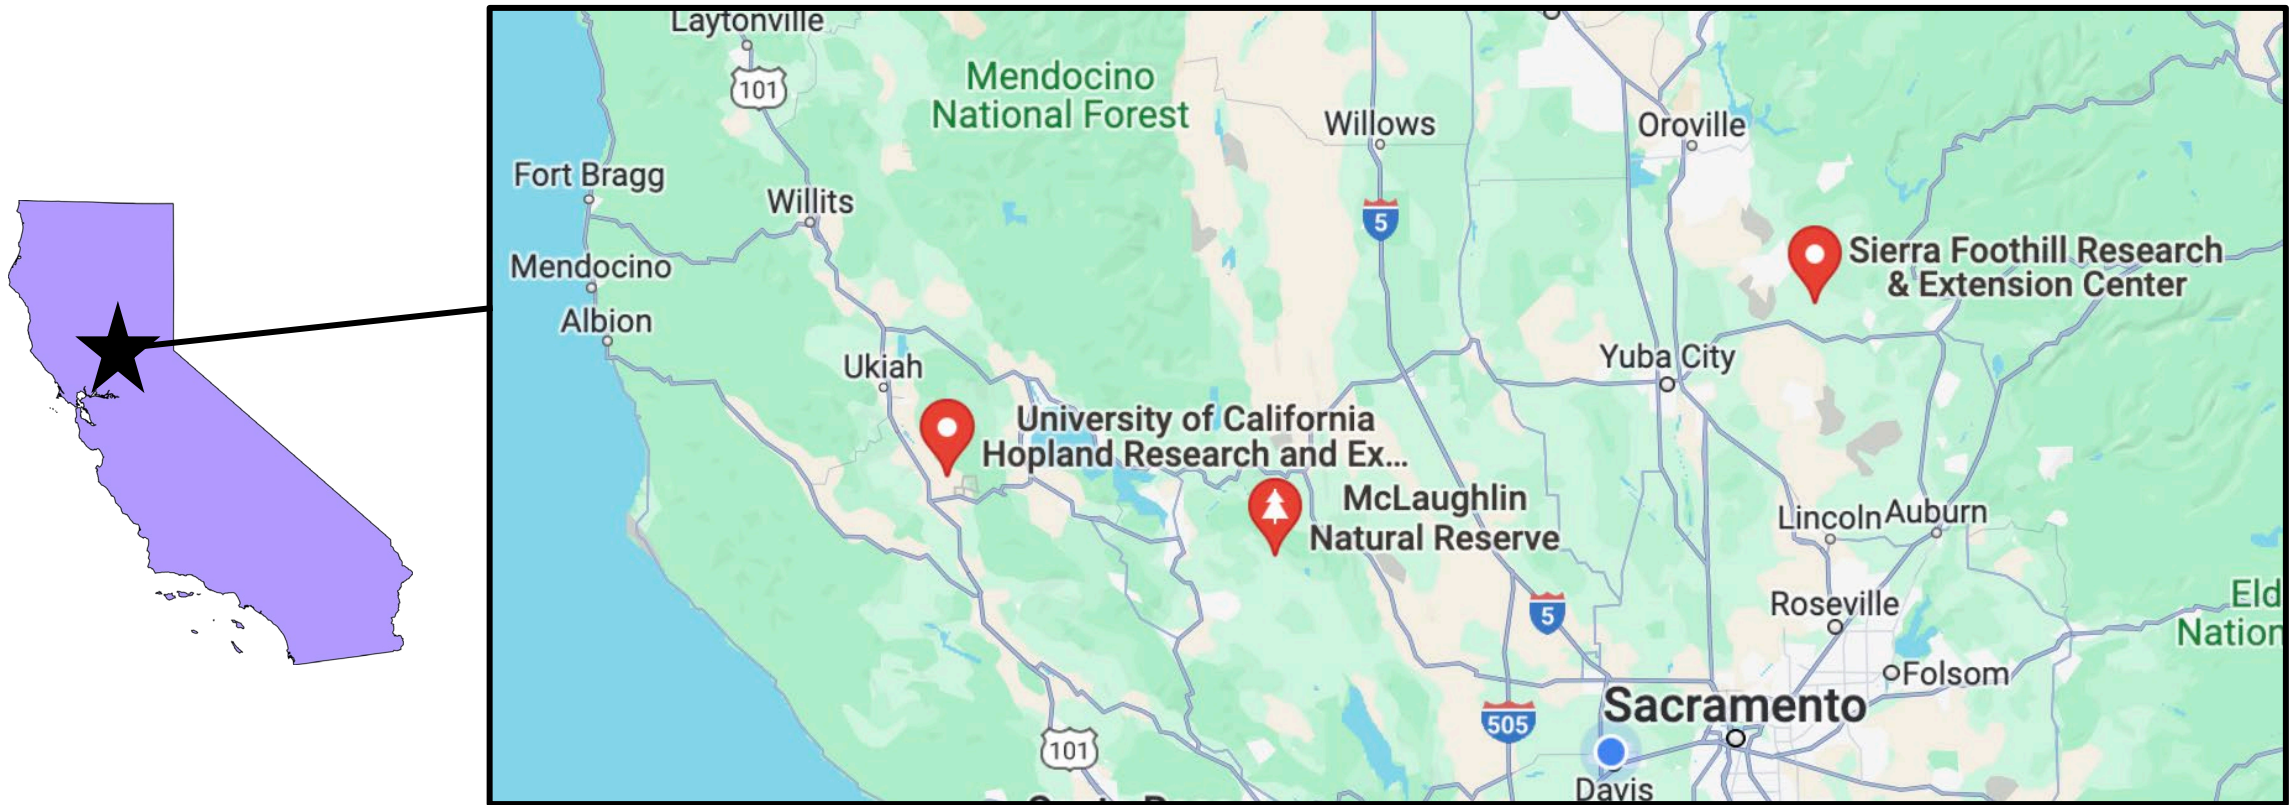 Laytonville
101
Mendocino
National Forest
Willows
Oroville
Fort Bragg
Willits
5
Sierra Foothill Research
& Extension Center
Mendocino
Albion
Ukiah
Yuba City
University of California
Hopland Research and Ex...
McLaughlin
Natural Reserve
Lincoln
Auburn
5
Roseville
Eld
Nation
Folsom
Sacramento
505
101
Davis